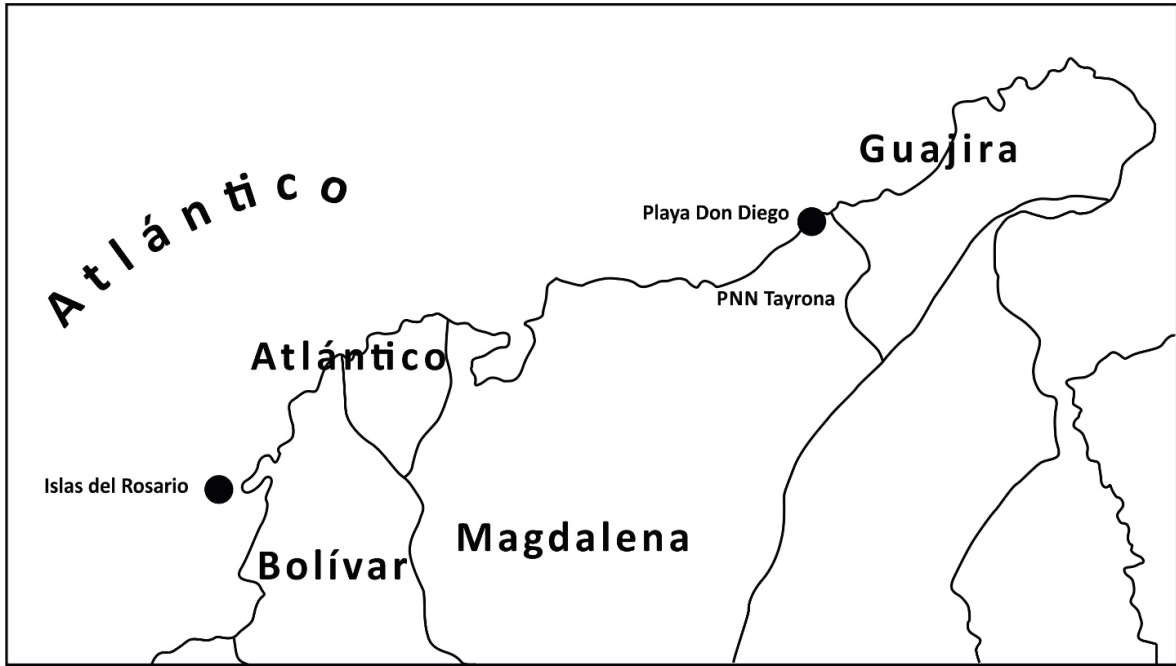 Guajira
Atlántico
Playa Don Diego
PNN Tayrona
Atlántico
Islas del Rosario
Magdalena
Bolívar